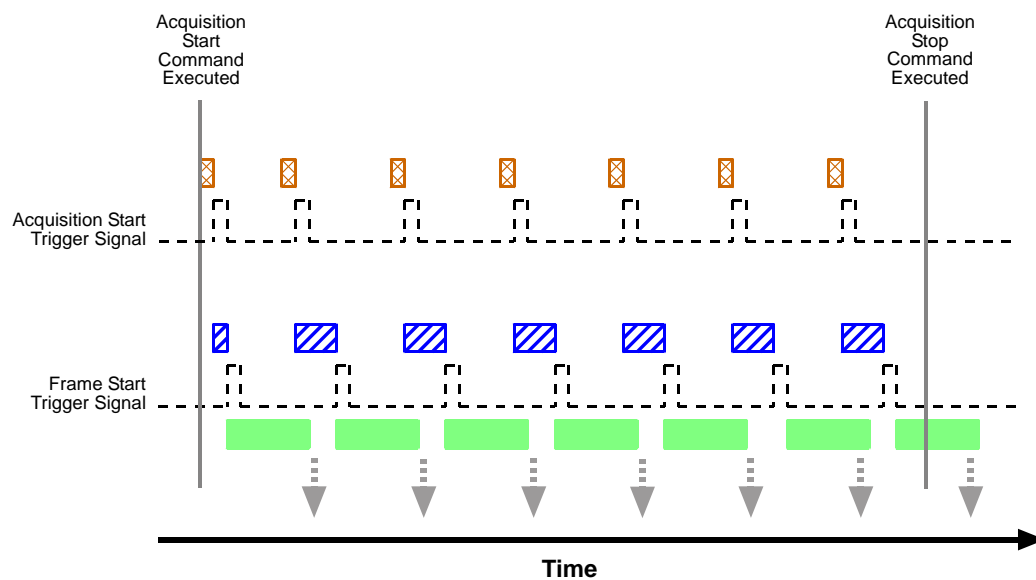 Acquisition
Start
Command
Executed
Acquisition
Stop
Command
Executed
Acquisition Start
Trigger Signal
Frame Start
Trigger Signal
Time